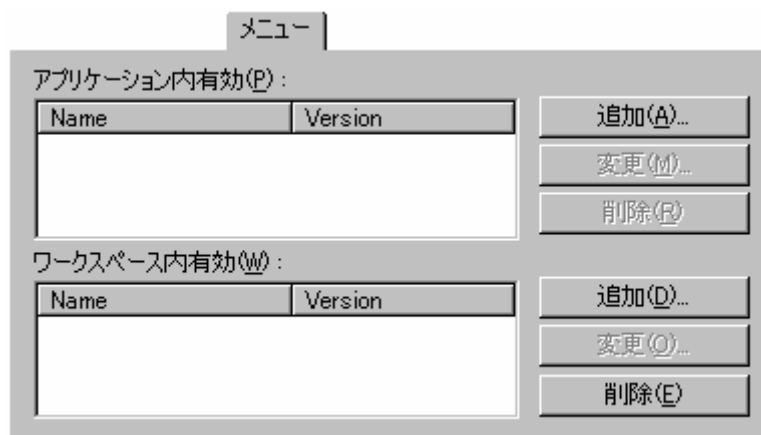 メニュー
アプリケーション内有効(P) :
Name Version
追加(A)...
変更(M)...
削除(R)
ワークスペース内有効(W) :
Name Version
追加(D)...
変更(O)...
削除(E)